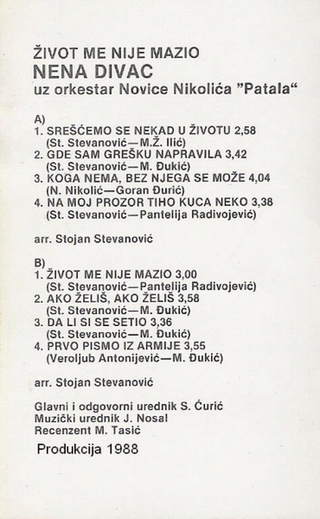 ŽIVOT ME NIJE MAZIO
NENA DIVAC
uz orkestar Novice Nikolića "Patala“
A)
1. SREŠĆEMO SE NEKAD U ŽIVOTU 2,58
(St. Stevanović—M.Ž. Ilić)
2. GDE SAM GREŠKU NAPRAVILA 3,42
(St. Stevanović—M. Đukić)
3. KOGA NEMA, BEZ NJEGA SE MOŽE 4,04
(N. Nikolić—Goran Đurić)
4. NA MOJ PROZOR TIHO KUCA NEKO 3,38
(St. Stevanović—Pantelija Radivojević)
arr. Stojan Stevanović
B)
1. ŽIVOT ME NIJE MAZIO 3,00
(St. Stevanović—Pantelija Radivojević)
2. AKO ŽELIŠ, AKO ŽELIŠ 3,58
(St. Stevanović—M. Đukić)
3. DA LI SI SE SETIO 3,36
(St. Stevanović—M. Đukić)
4. PRVO PISMO IZ ARMIJE 3,55
(Veroljub Antonijević—M. Đukić)
arr. Stojan Stevanović
Glavni i odgovorni urednik S. Ćurić
Muzički urednik J. Nosal
Recenzent M. Tasić
Produkcija 1988